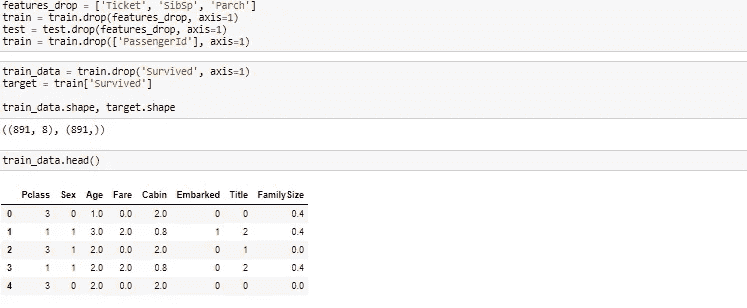 features_drop = ['Ticket', 'SibSp', 'Parch']
train = train.drop(features_drop, axis=1)
test = test.drop(features_drop, axis=1)
train = train.drop(['PassengerId'], axis=1)
train_data = train.drop('Survived', axis=1)
target = train['Survived']
train_data.shape, target.shape
((891, 8), (891,))
train_data.head()
Pclass Sex Age Fare Cabin Embarked Title FamilySize
0 3 0 1.0 0.0 2.0 0 0 0.4
1 1 1 3.0 2.0 0.8 1 2 0.4
2 3 1 2.0 0.0 2.0 0 1 0.0
3 1 1 2.0 2.0 0.8 0 2 0.4
4 3 0 2.0 0.0 2.0 0 0 0.0